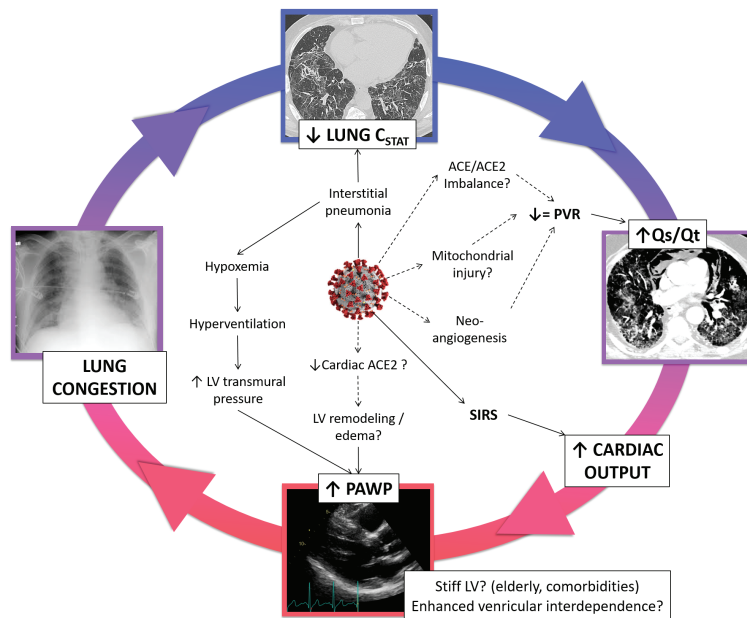 ↓ LUNG C_STAT
ACE/ACE2
Imbalance?
Interstitial
pneumonia
↓= PVR
↑Qs/Qt
Hypoxemia
Mitochondrial
injury?
Hyperventilation
Neo-
angiogenesis
LUNG
CONGESTION
↓Cardiac ACE2 ?
↑ LV transmural
pressure
LV remodeling /
edema?
SIRS
↑ CARDIAC
OUTPUT
↑ PAWP
Stiff LV? (elderly, comorbidities)
Enhanced venricular interdependence?